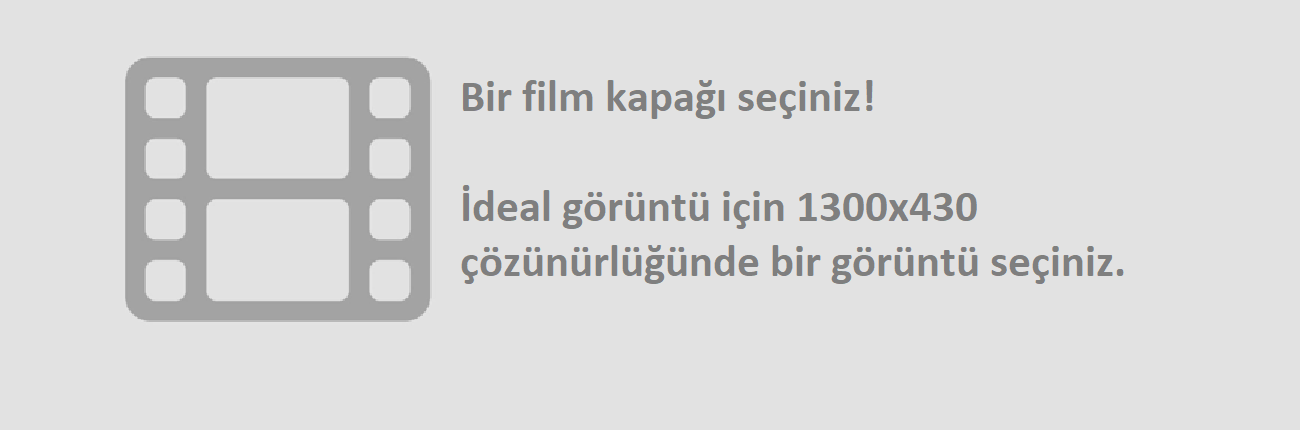 Bir film kapağı seçiniz!
İdeal görüntü için 1300x430
çözünürlüğünde bir görüntü seçiniz.